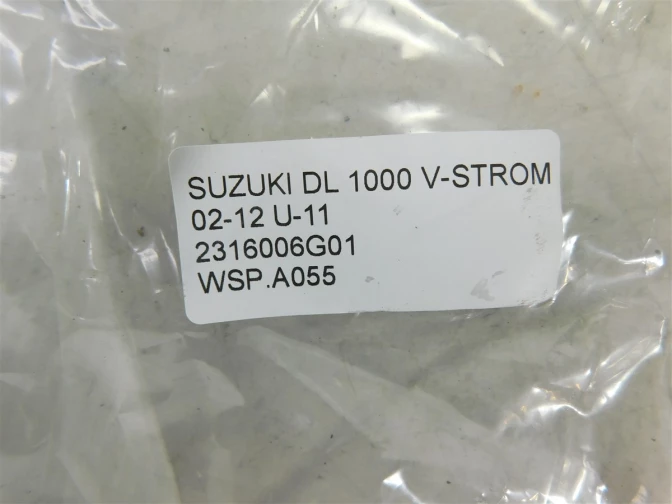 SUZUKI DL 1000 V-STROM
02-12 U-11
2316006G01
WSP.A055